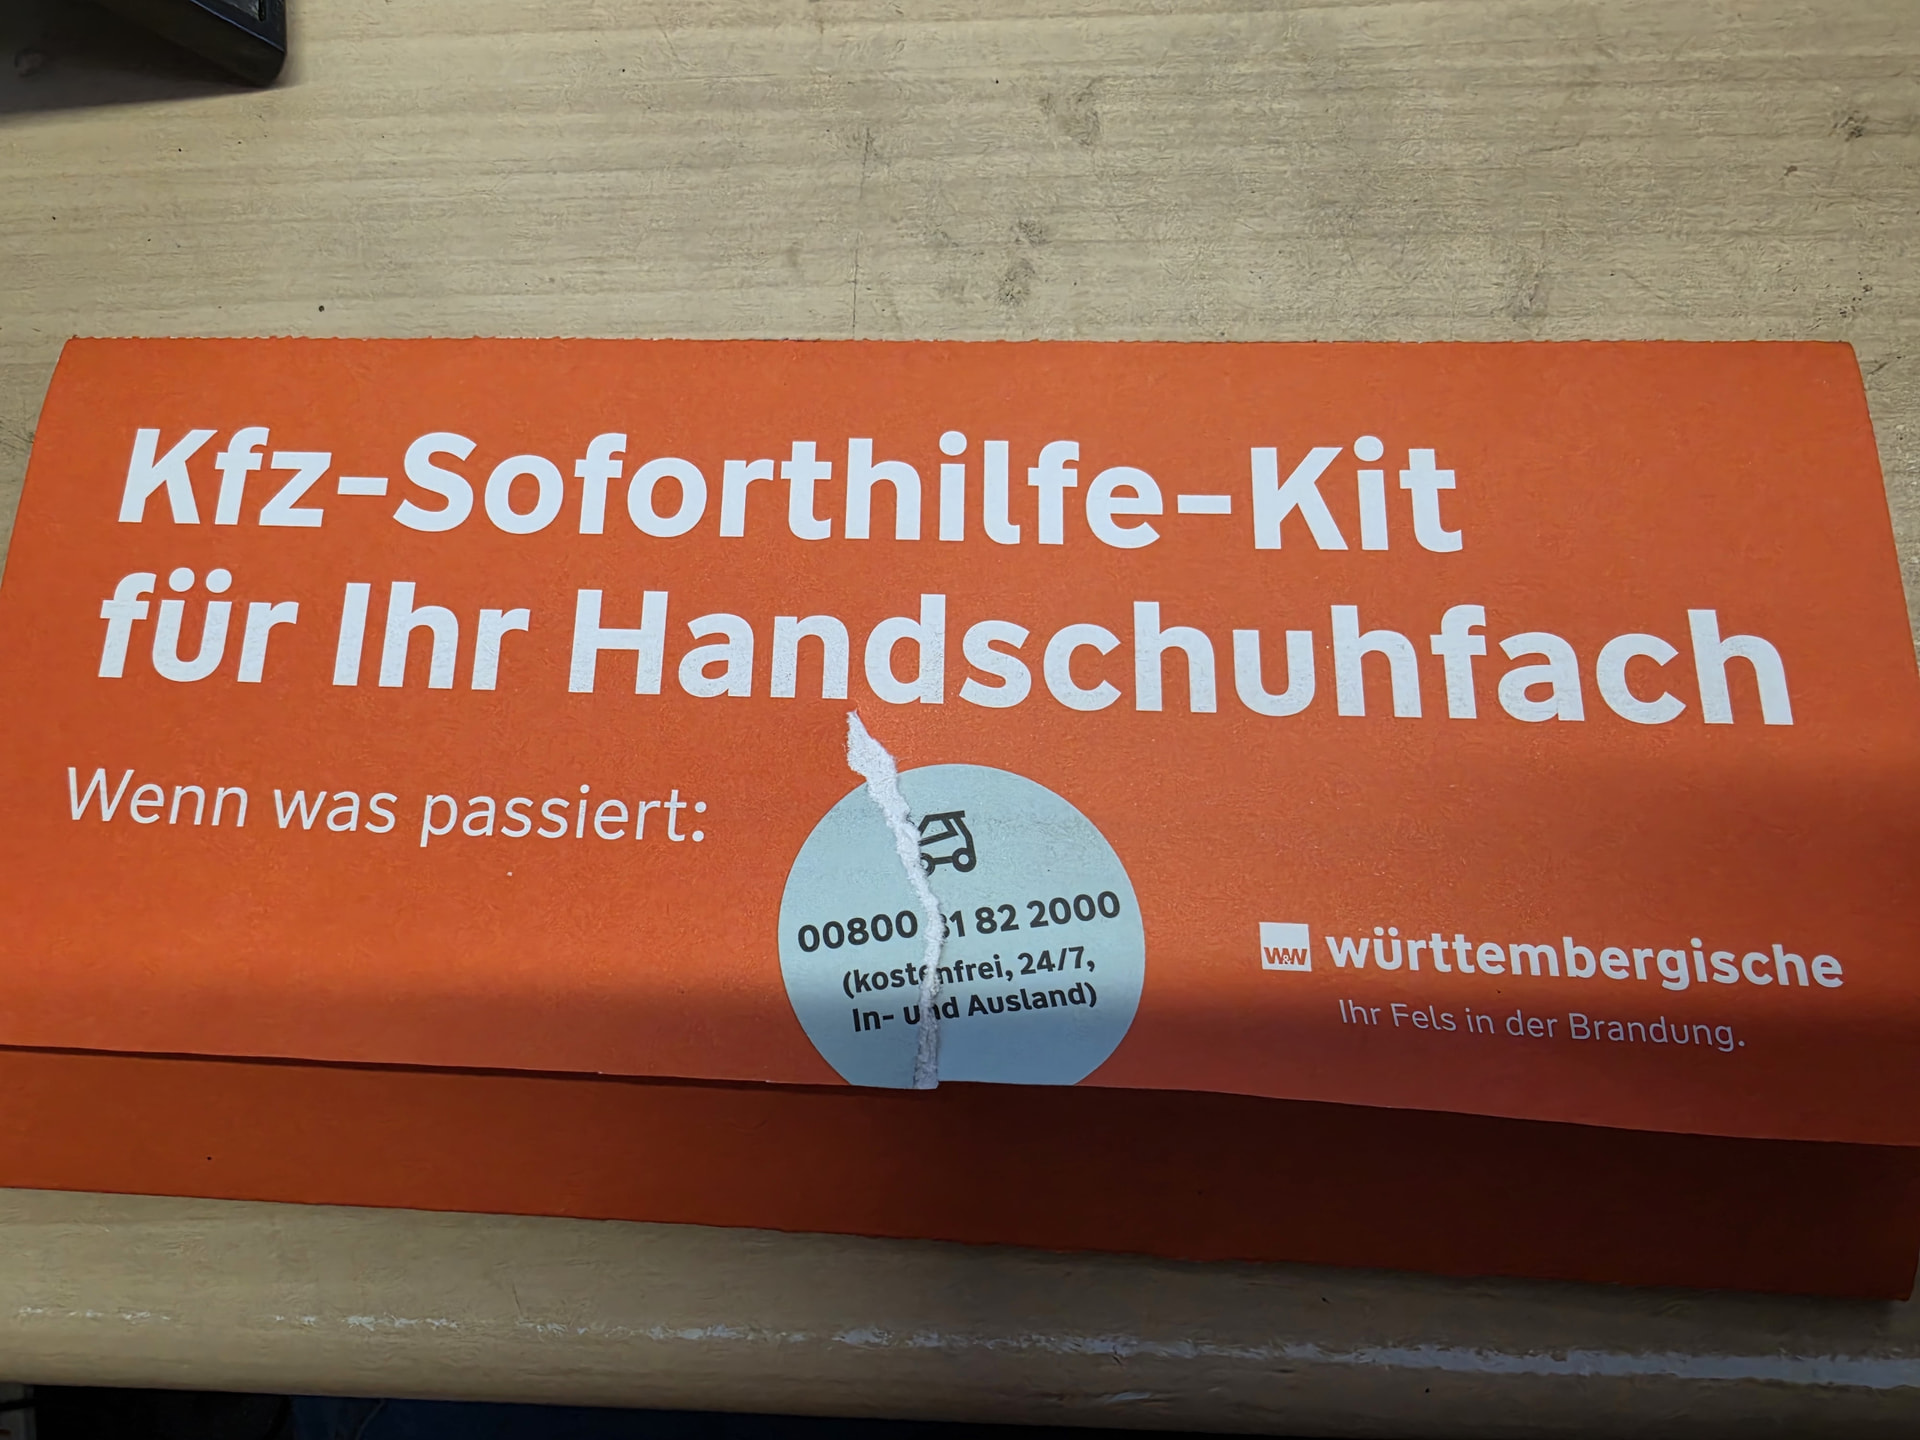 Kfz-Soforthilfe-Kit
für Ihr Handschuhfach
Wenn was passiert:
00800 81 82 2000
(kostenfrei, 24/7,
In- und Ausland)
W&W württembergische
Ihr Fels in der Brandung.